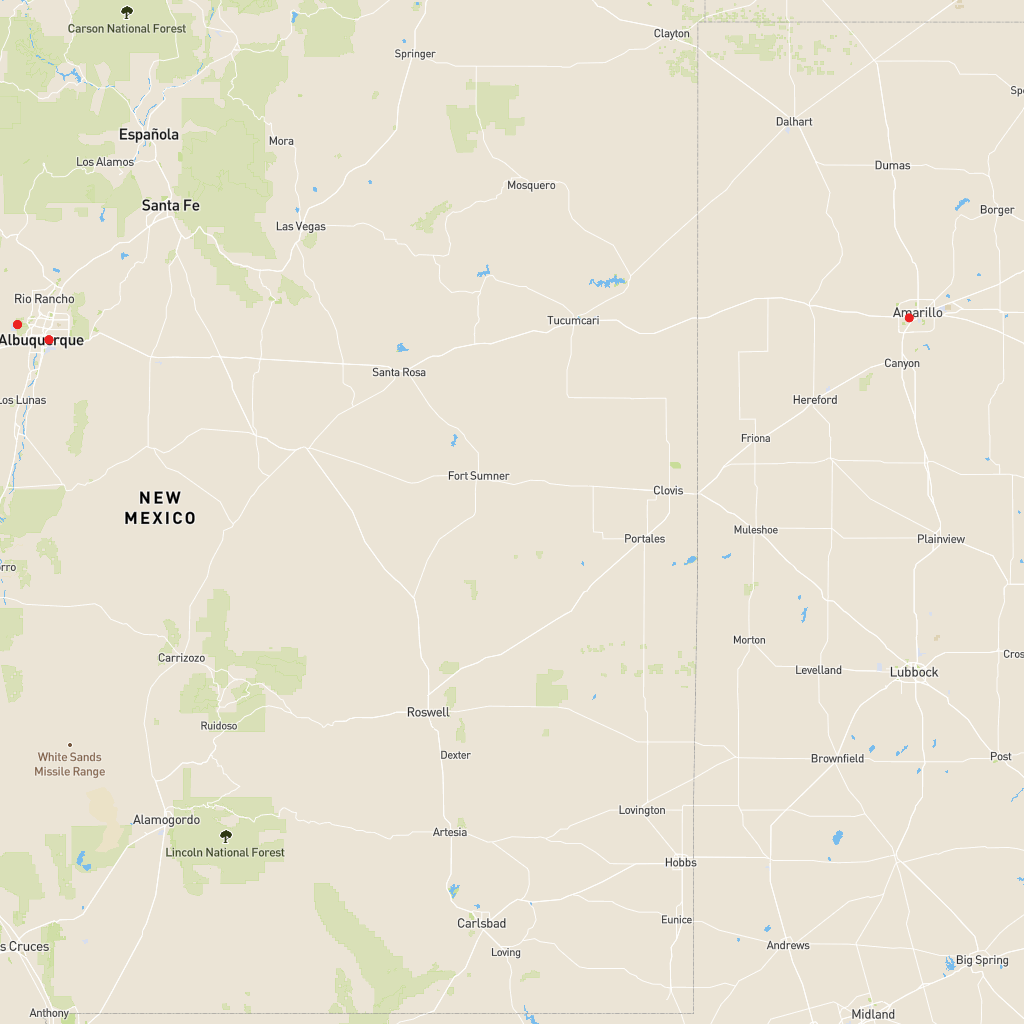 Carson National Forest
Clayton
Springer
Spe
Dalhart
Española
Mora
Los Alamos
Dumas
Mosquero
Santa Fe
Borger
Las Vegas
Rio Rancho
Amarillo
Tucumcari
Albuquerque
Canyon
Santa Rosa
Los Lunas
Hereford
Friona
Fort Sumner
Clovis
NEW
MEXICO
Muleshoe
Portales
Plainview
rro
Morton
Cros
Carrizozo
Levelland
Lubbock
Roswell
Ruidoso
Dexter
White Sands
Missile Range
Brownfield
Post
Lovington
Alamogordo
Artesia
Lincoln National Forest
Hobbs
Carlsbad
Eunice
s Cruces
Andrews
Loving
Big Spring
Anthony
Midland